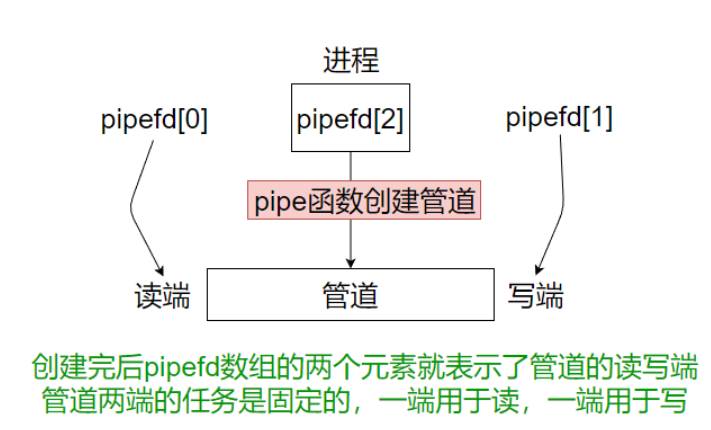 进程
pipefd[0]
pipefd[2]
pipefd[1]
pipe函数创建管道
读端
管道
写端
创建完后pipefd数组的两个元素就表示了管道的读写端
管道两端的任务是固定的，一端用于读，一端用于写